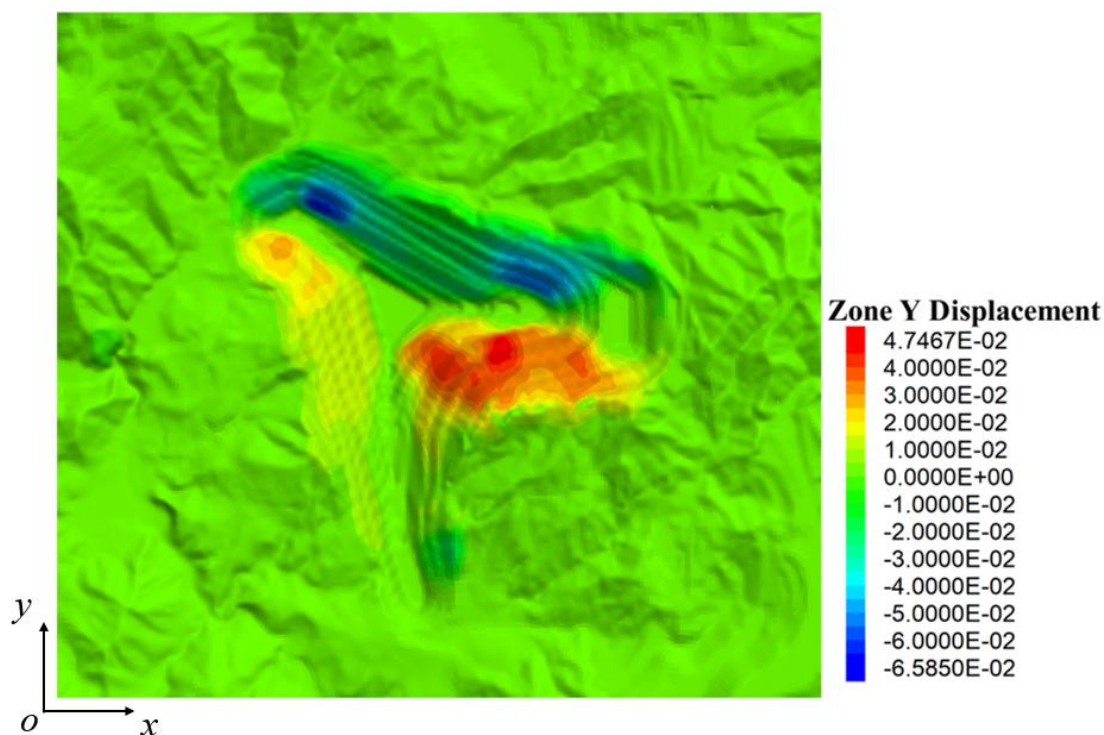 Zone Y Displacement
4.7467E-02
4.0000E-02
3.0000E-02
2.0000E-02
1.0000E-02
0.0000E+00
-1.0000E-02
-2.0000E-02
-3.0000E-02
-4.0000E-02
-5.0000E-02
-6.0000E-02
-6.5850E-02
y
o
x